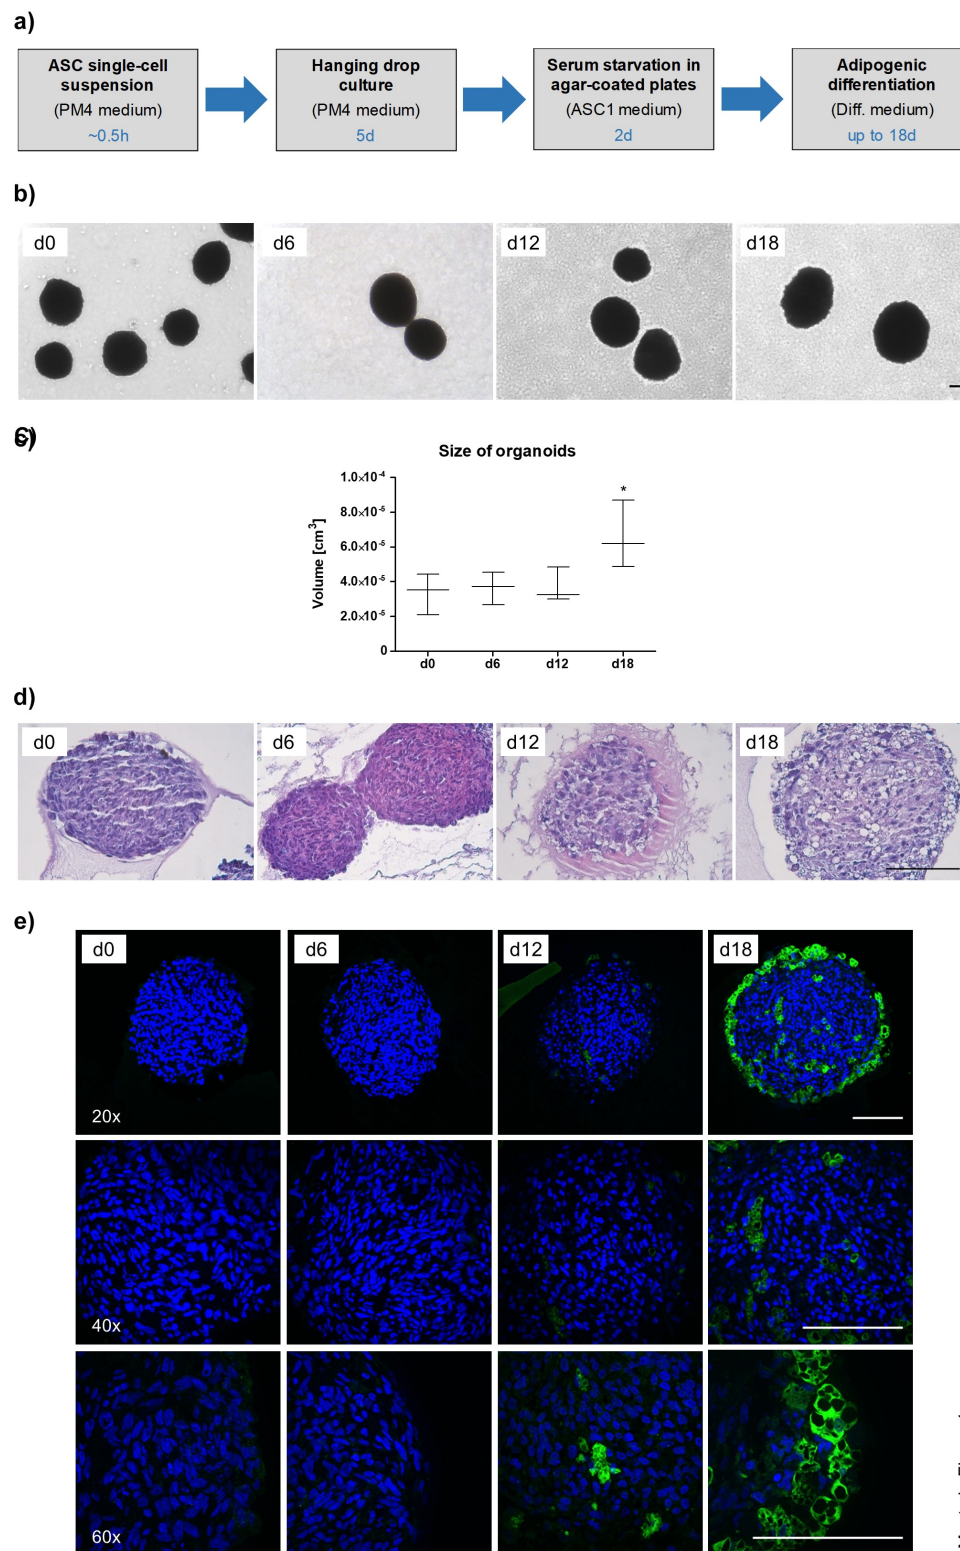 a)
ASC single-cell
suspension
(PM4 medium)
~0.5h
Hanging drop
culture
(PM4 medium)
5d
Serum starvation in
agar-coated plates
(ASC1 medium)
2d
Adipogenic
differentiation
(Diff. medium)
up to 18d
b)
d0
d6
d12
d18
Size of organoids
Volume [cm³]
1.0×10⁻⁴
8.0×10⁻⁵
6.0×10⁻⁵
4.0×10⁻⁵
2.0×10⁻⁵
0
*
d0
d6
d12
d18
d)
d0
d6
d12
d18
e)
d0
d6
d12
d18
20x
40x
60x